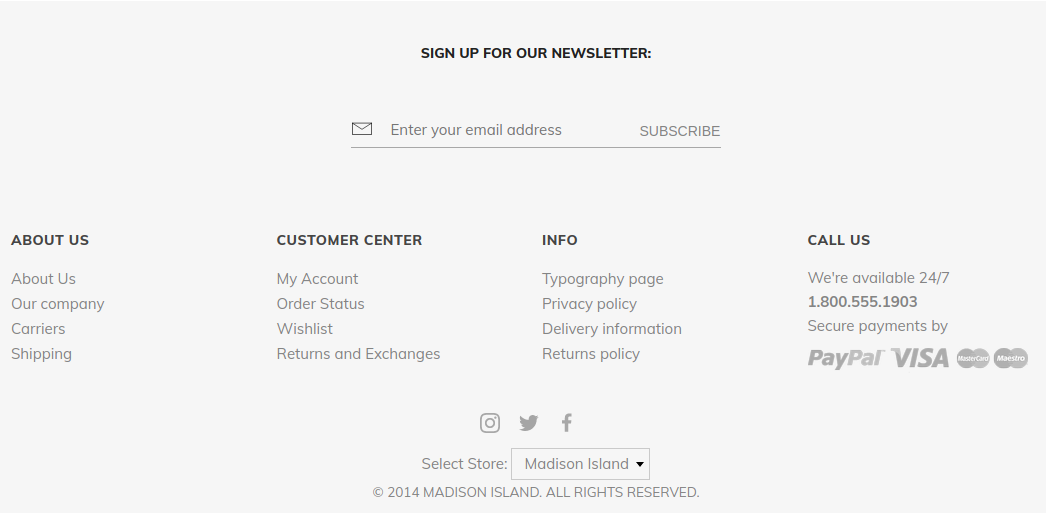 SIGN UP FOR OUR NEWSLETTER:
Enter your email address
SUBSCRIBE
ABOUT US
About Us
Our company
Carriers
Shipping
CUSTOMER CENTER
My Account
Order Status
Wishlist
Returns and Exchanges
INFO
Typography page
Privacy policy
Delivery information
Returns policy
CALL US
We're available 24/7
1.800.555.1903
Secure payments by
PayPal VISA MasterCard Maestro
Select Store: Madison Island
© 2014 MADISON ISLAND. ALL RIGHTS RESERVED.